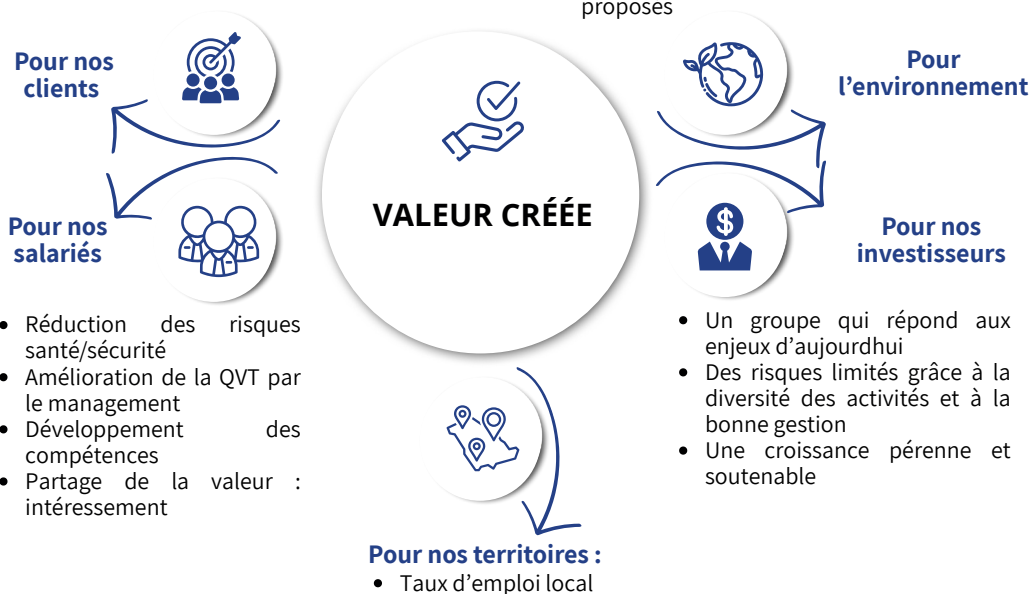 proposés
Pour nos
clients
Pour
l'environnement
VALEUR CRÉÉE
Pour nos
salariés
Pour nos
investisseurs
• Réduction des risques
santé/sécurité
• Amélioration de la QVT par
le management
• Développement des
compétences
• Partage de la valeur :
intéressement
• Un groupe qui répond aux
enjeux d'aujourdhui
• Des risques limités grâce à la
diversité des activités et à la
bonne gestion
• Une croissance pérenne et
soutenable
Pour nos territoires :
• Taux d'emploi local